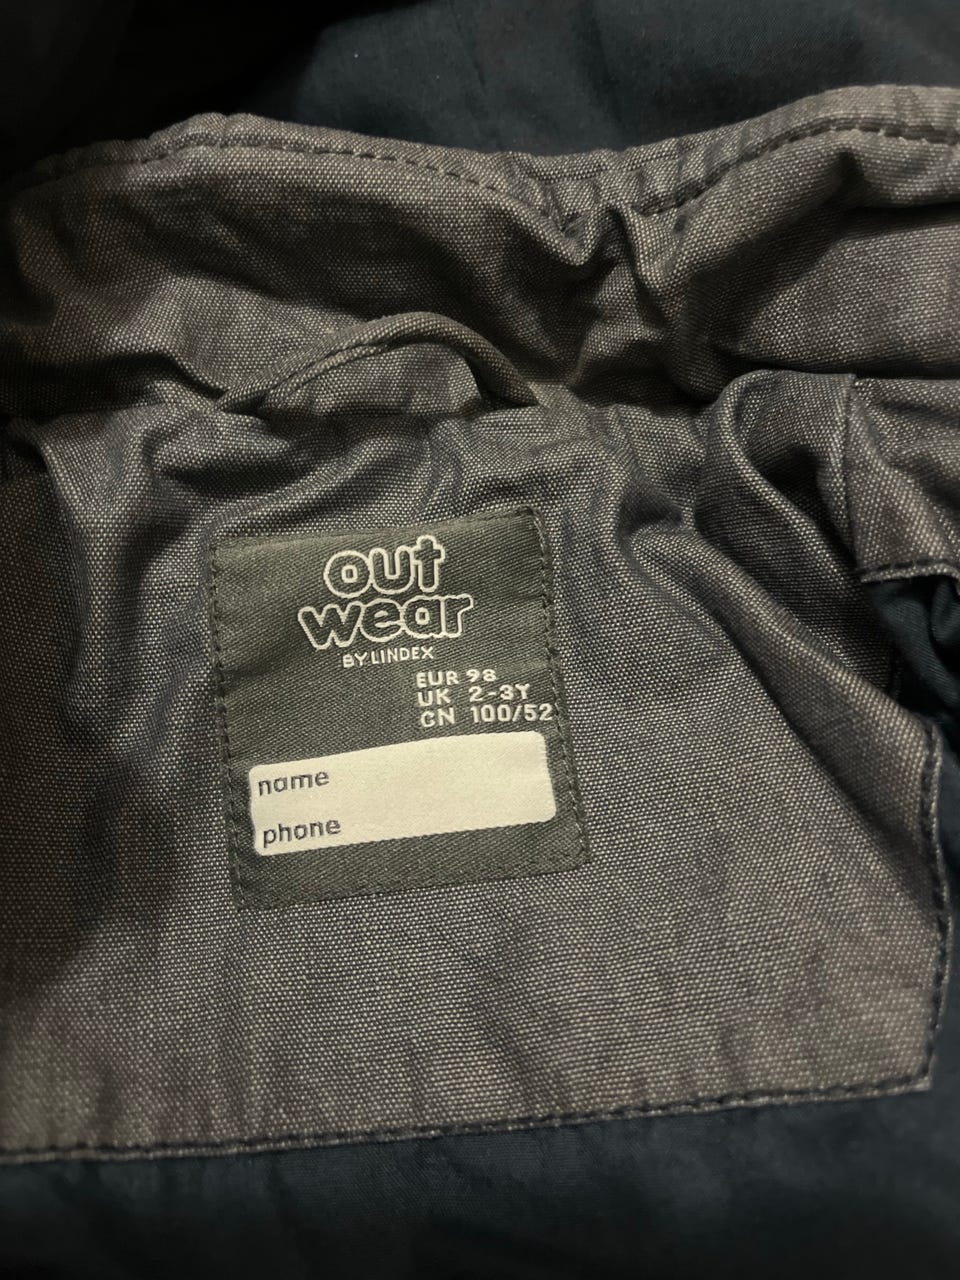 out
wear
BY LINDEX
EUR 98
UK 2-3Y
CN 100/52
name
phone